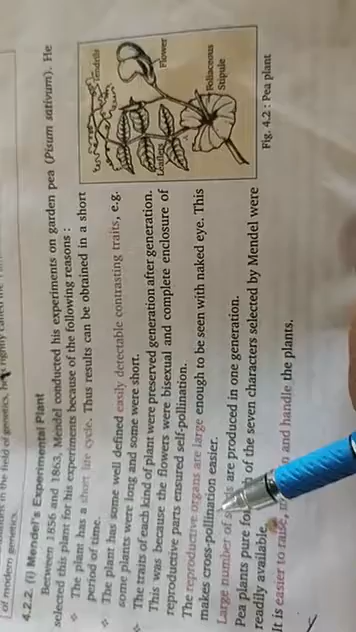 of modern genetics.
4.2.2. (i) Mendel's Experimental Plant
Between 1856 and 1863, Mendel conducted his experiments on garden pea (Pisum sativum). He
selected this plant for his experiments because of the following reasons :
The plant has a short life cycle. Thus results can be obtained in a short
period of time.
The plant has some well defined easily detectable contrasting traits, e.g.
some plants were long and some were short.
The traits of each kind of plant were preserved generation after generation.
This was because the flowers were bisexual and complete enclosure of
reproductive parts ensured self-pollination.
The reproductive organs are large enough to be seen with naked eye. This
makes cross-pollination easier.
Large number of are produced in one generation.
Pea plants pure for of the seven characters selected by Mendel were
readily available.
It is easier to raise, and handle the plants.
Tendrils
Flower
Leaflets
Foliaceous
Stipule
Fig. 4.2 : Pea plant